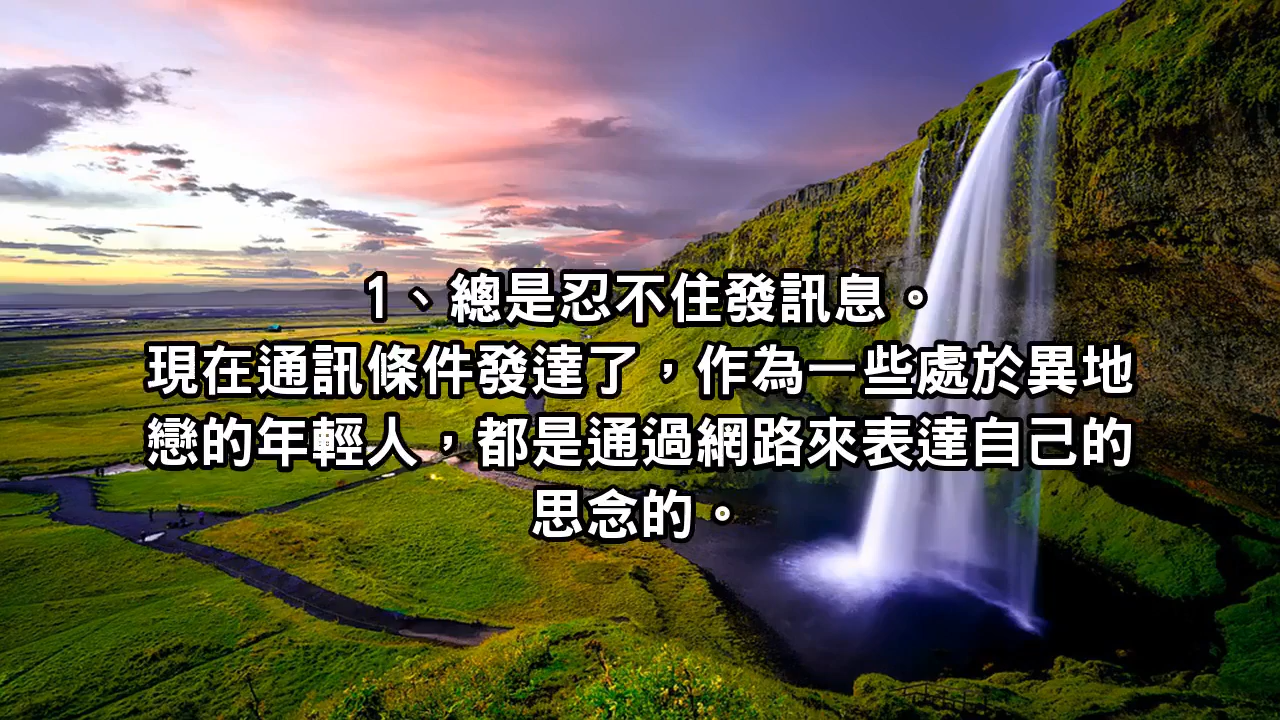 1、總是忍不住發訊息。
現在通訊條件發達了，作為一些處於異地
戀的年輕人，都是通過網路來表達自己的
思念的。